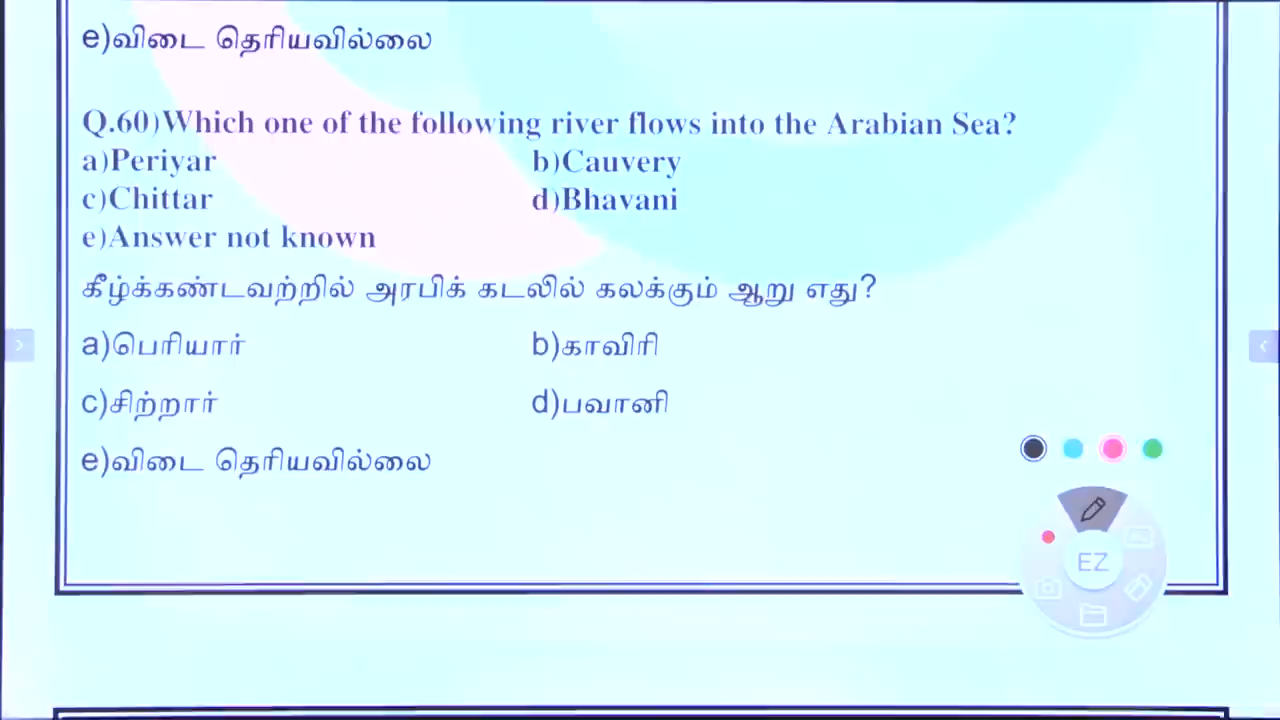 e)விடை தெரியவில்லை
Q.60)Which one of the following river flows into the Arabian Sea?
a)Periyar b)Cauvery
c)Chittar d)Bhavani
e)Answer not known
கீழ்க்கண்டவற்றில் அரபிக் கடலில் கலக்கும் ஆறு எது?
a)பெரியார் b)காவிரி
c)சிற்றார் d)பவானி
e)விடை தெரியவில்லை
EZ